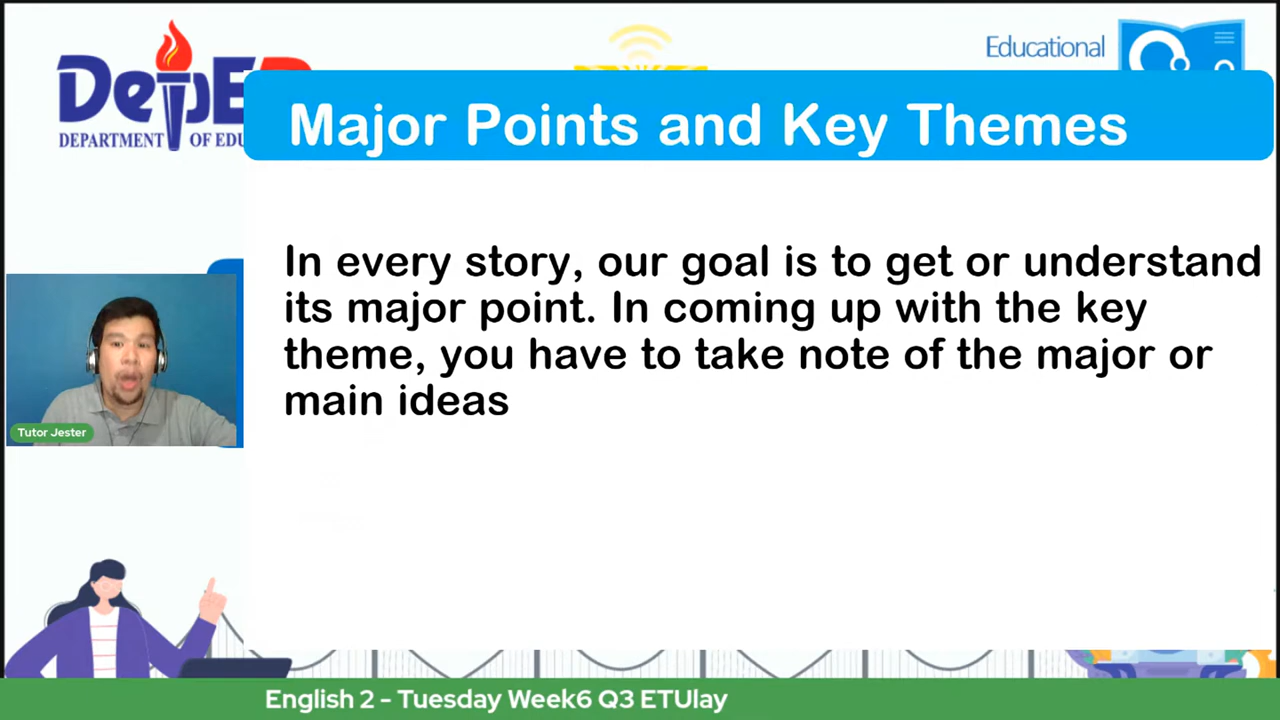 DepED
DEPARTMENT OF EDU
Educational
Major Points and Key Themes
In every story, our goal is to get or understand
its major point. In coming up with the key
theme, you have to take note of the major or
main ideas
Tutor Jester
English 2 - Tuesday Week6 Q3 ETUlay